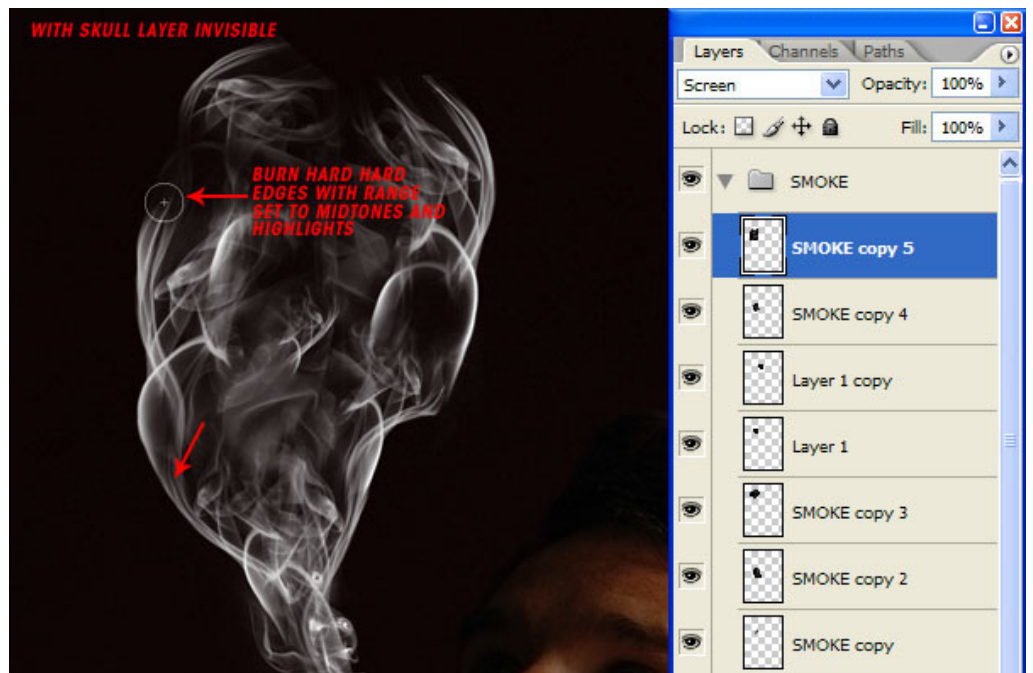 WITH SKULL LAYER INVISIBLE
BURN HARD HARD
EDGES WITH RANGE
SET TO MIDTONES AND
HIGHLIGHTS
Layers Channels Paths
Screen Opacity: 100%
Lock: Fill: 100%
SMOKE
SMOKE copy 5
SMOKE copy 4
Layer 1 copy
Layer 1
SMOKE copy 3
SMOKE copy 2
SMOKE copy